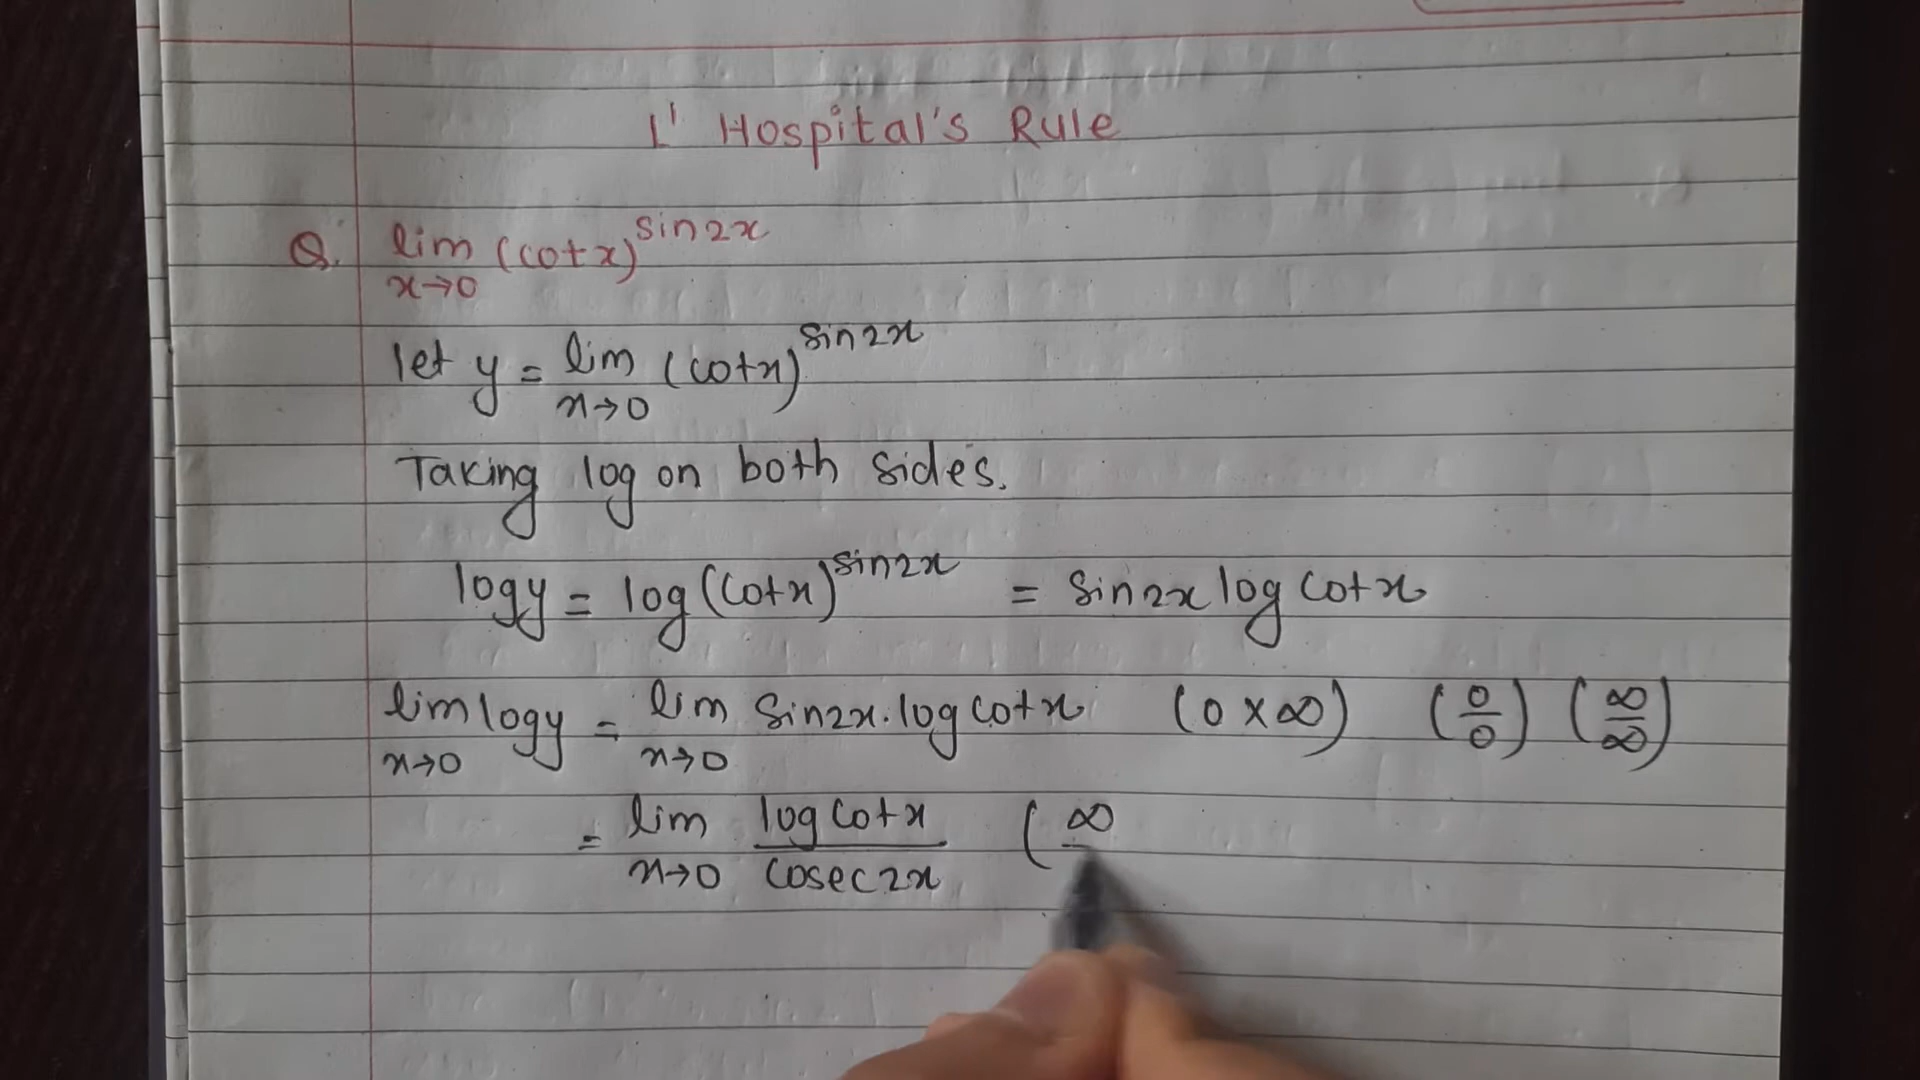 L' Hospital's Rule
Q. lim (cotx)^sin2x
x→0
let y = lim (cotx)^sin2x
x→0
Taking log on both sides.
logy = log(cotx)^sin2x = sin2x log cotx
lim logy = lim sin2x.log cotx (0 x ∞) (0/0) (∞/∞)
x→0 x→0
= lim log cotx / cosec2x ( ∞
x→0